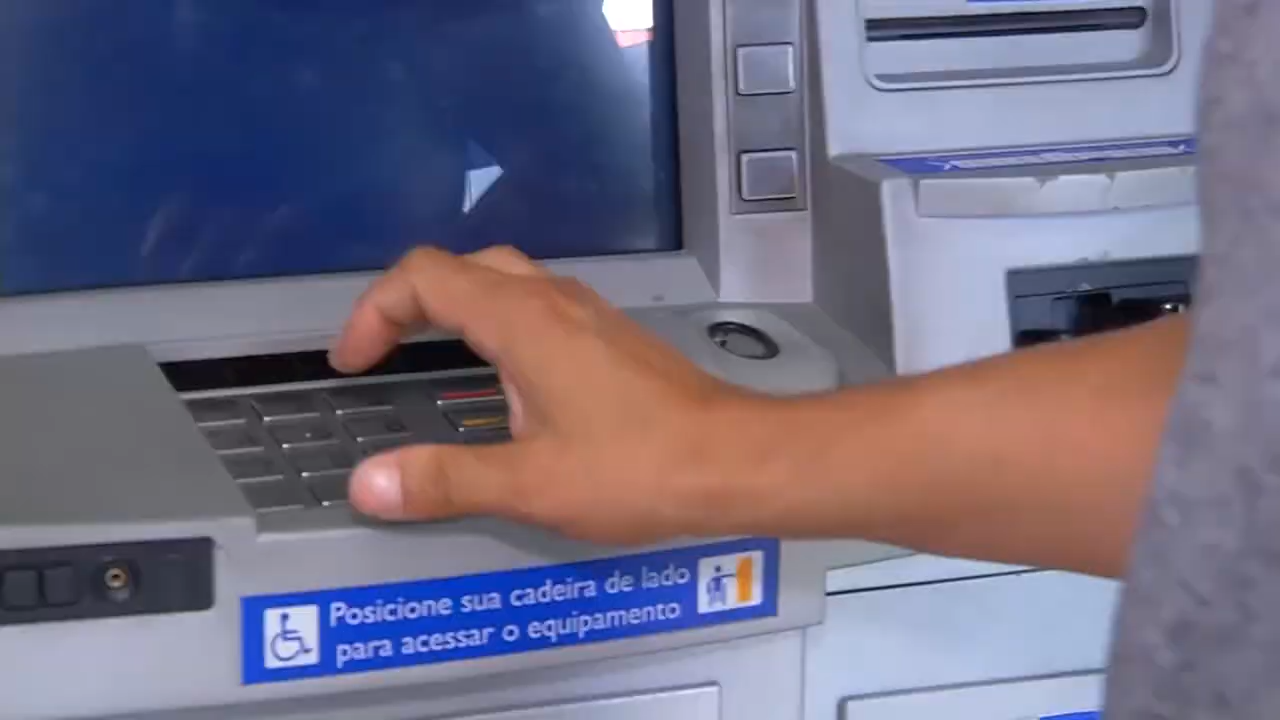 Posicione sua cadeira de lado
para acessar o equipamento